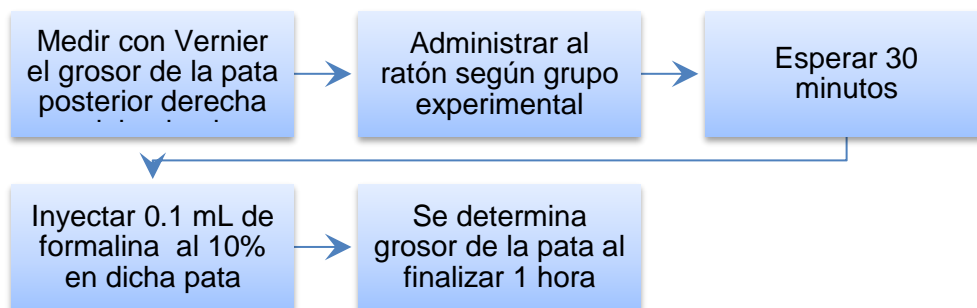 Medir con Vernier
el grosor de la pata
posterior derecha
Administrar al
ratón según grupo
experimental
Esperar 30
minutos
Inyectar 0.1 mL de
formalina al 10%
en dicha pata
Se determina
grosor de la pata al
finalizar 1 hora